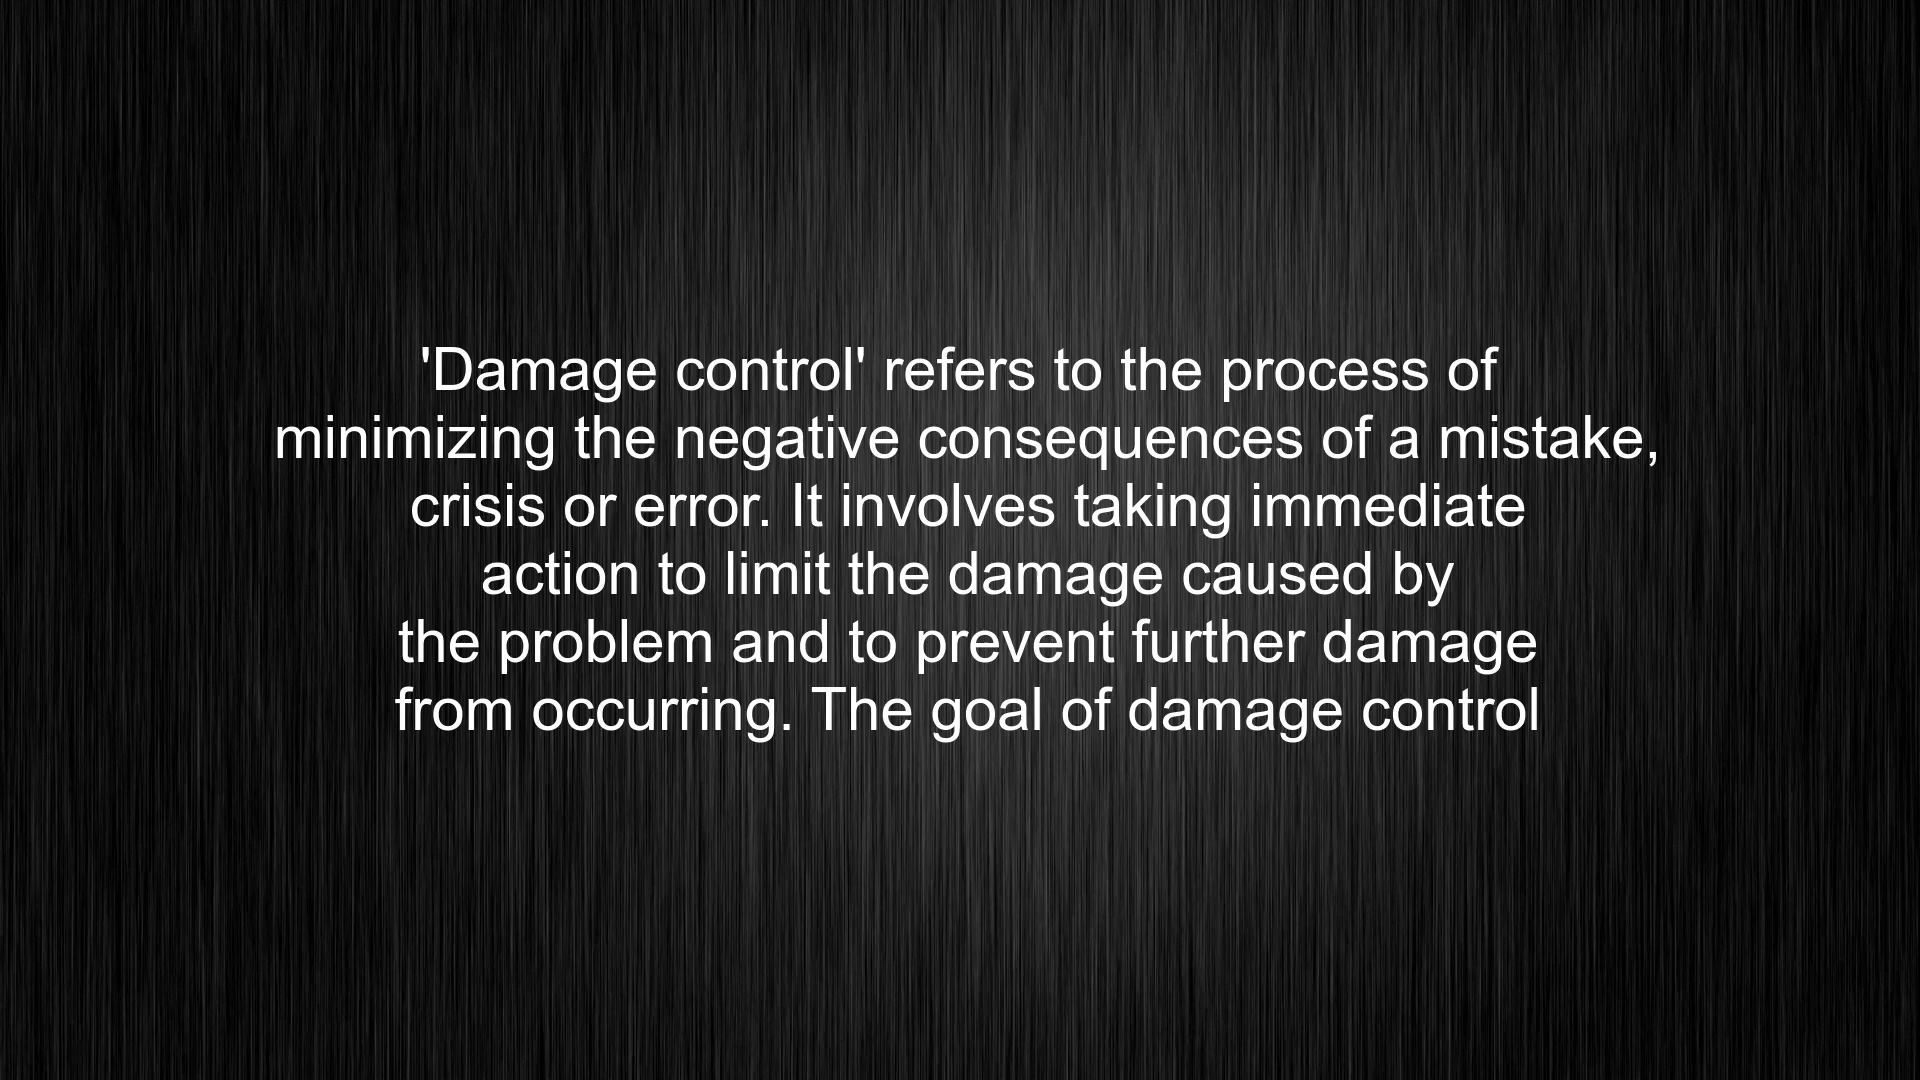 'Damage control' refers to the process of
minimizing the negative consequences of a mistake,
crisis or error. It involves taking immediate
action to limit the damage caused by
the problem and to prevent further damage
from occurring. The goal of damage control